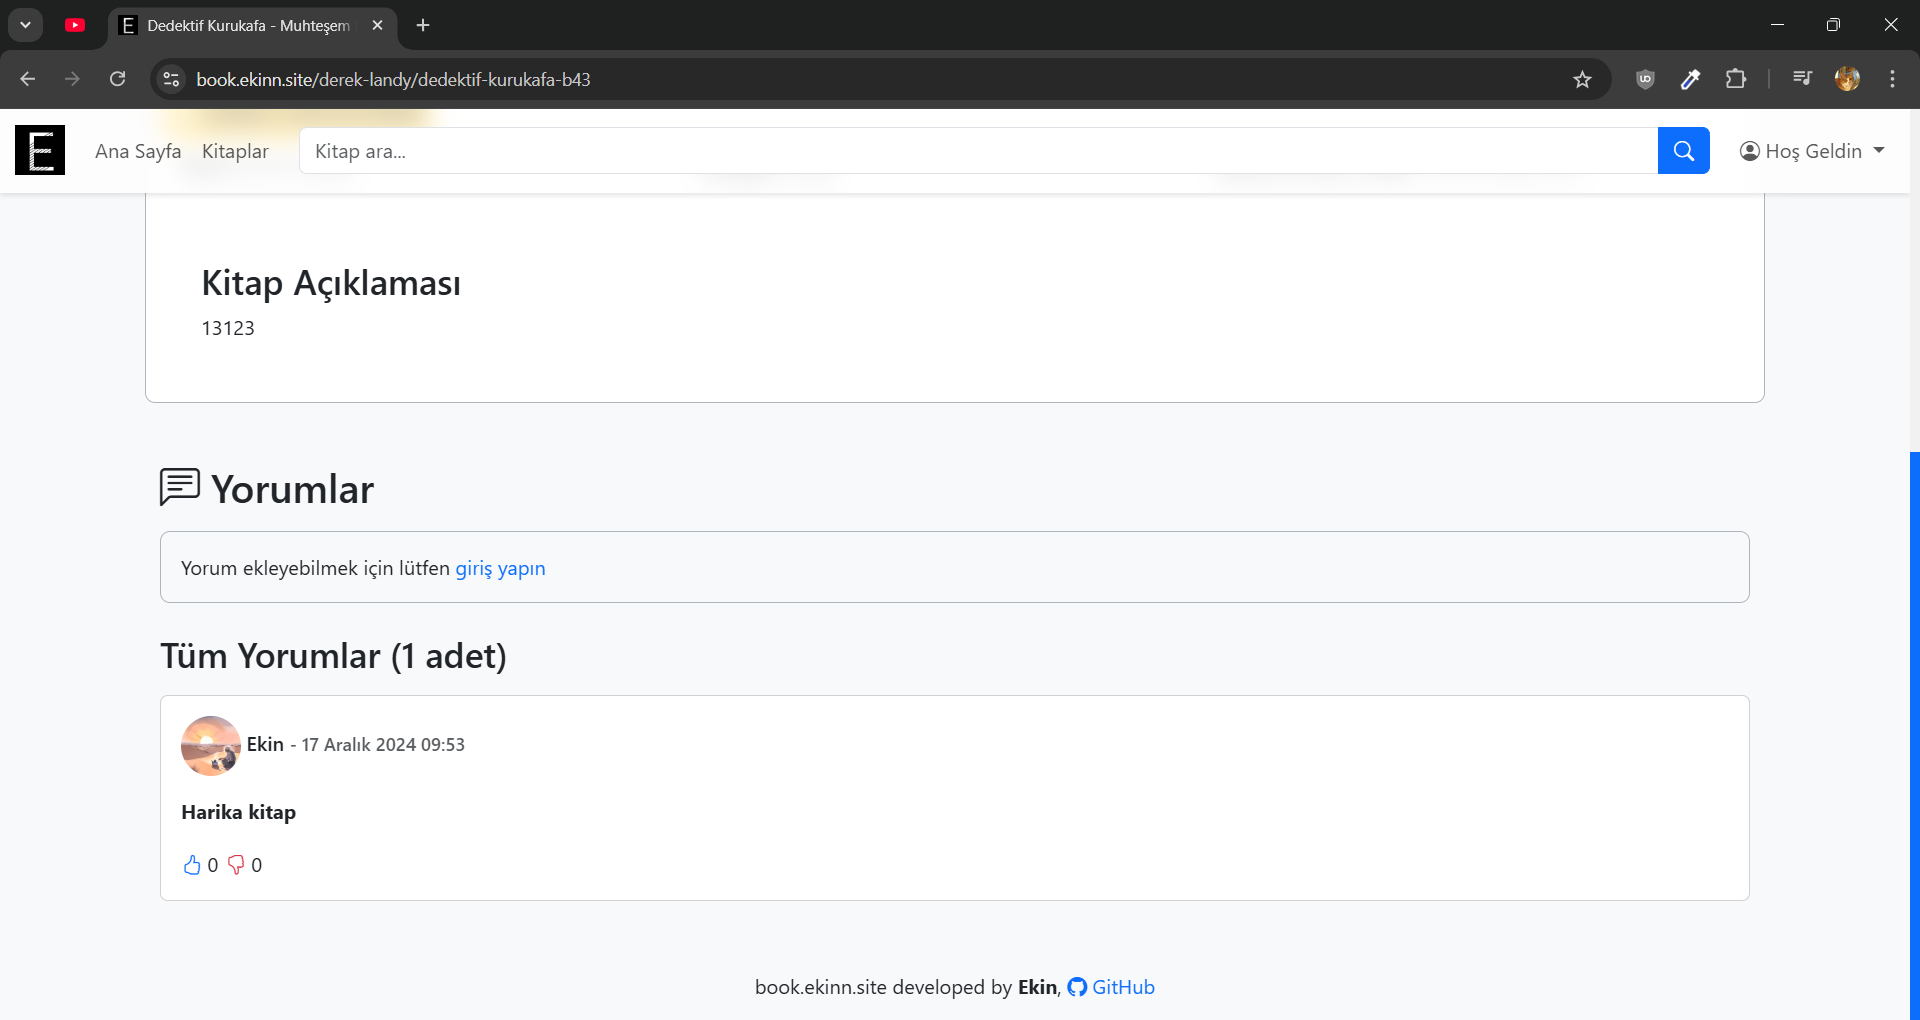 Dedektif Kurukafa - Muhteşem
book.ekinn.site/derek-landy/dedektif-kurukafa-b43
E
Ana Sayfa
Kitaplar
Kitap ara...
Hoş Geldin
Kitap Açıklaması
13123
Yorumlar
Yorum ekleyebilmek için lütfen giriş yapın
Tüm Yorumlar (1 adet)
Ekin - 17 Aralık 2024 09:53
Harika kitap
0 0
book.ekinn.site developed by Ekin, GitHub